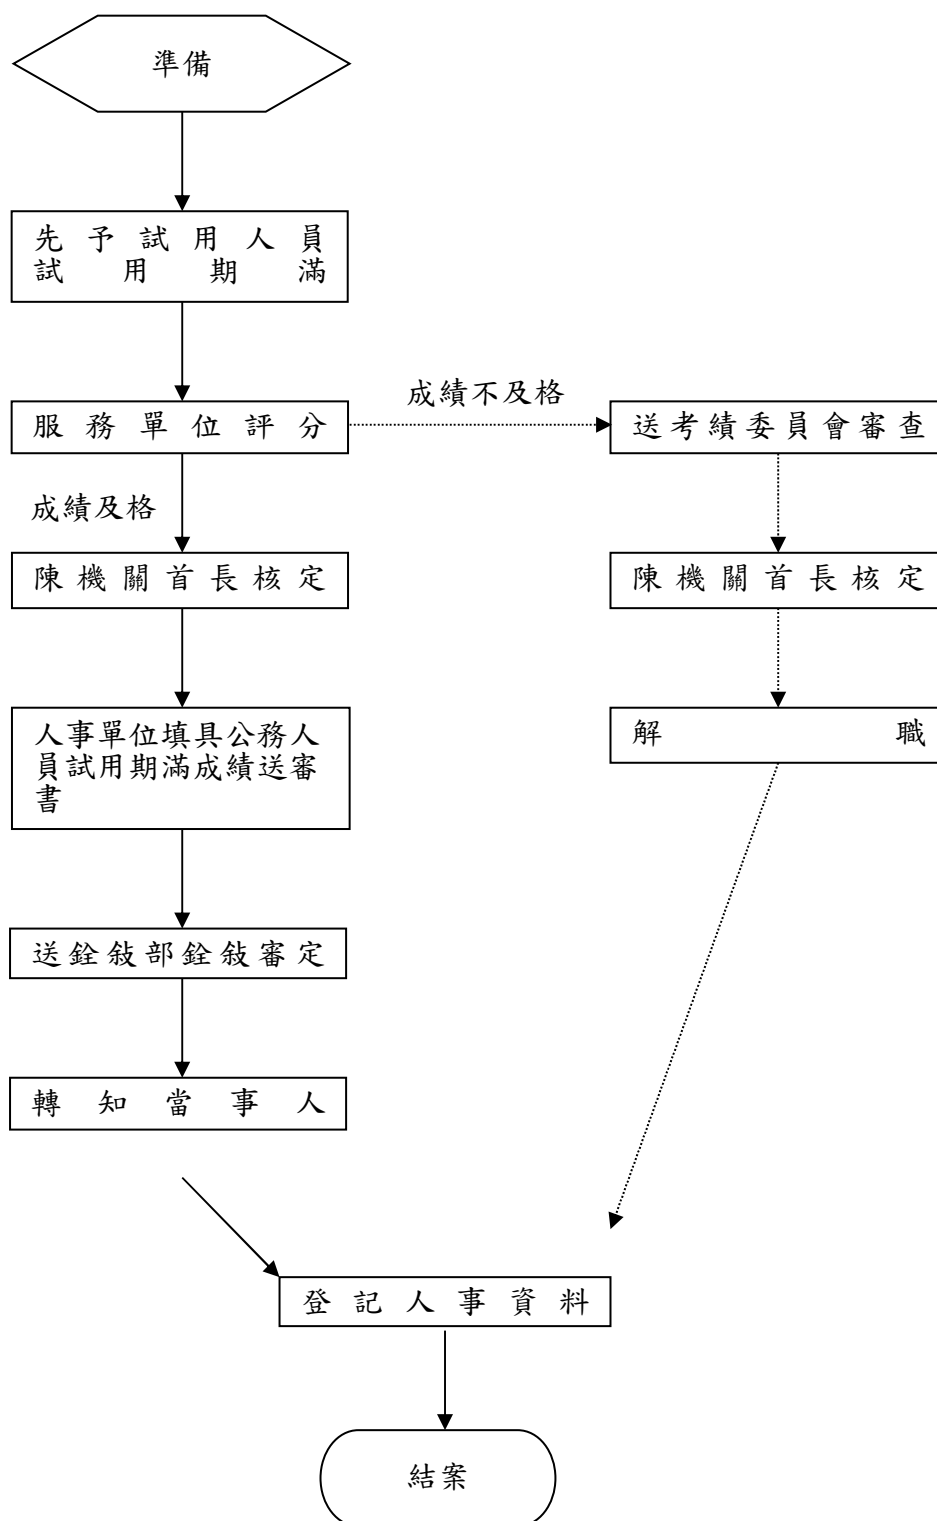 準備
先予試用人員
試用期滿
服務單位評分
成績不及格
送考績委員會審查
成績及格
陳機關首長核定
陳機關首長核定
人事單位填具公務人
員試用期滿成績送審
書
解職
送銓敍部銓敍審定
轉知當事人
登記人事資料
結案